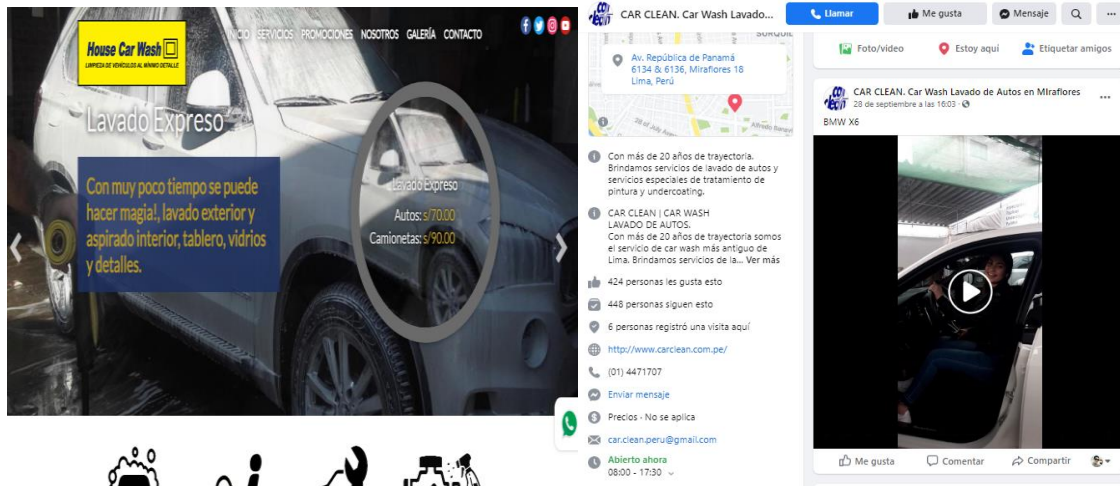 House Car Wash
LIMPIEZA DE VEHÍCULOS AL MÍNIMO DETALLE
INICIO SERVICIOS PROMOCIONES NOSOTROS GALERÍA CONTACTO
Lavado Expreso
Con muy poco tiempo se puede
hacer magia!, lavado exterior y
aspirado interior, tablero, vidrios
y detalles.
Lavado Expreso
Autos: s/70.00
Camionetas: s/90.00
CAR CLEAN. Car Wash Lavado...
Llamar
Me gusta
Mensaje
Av. República de Panamá
6134 & 6136, Miraflores 18
Lima, Perú
28 of July Avenue
Con más de 20 años de trayectoria.
Brindamos servicios de lavado de autos y
servicios especiales de tratamiento de
pintura y undercoating.
CAR CLEAN | CAR WASH
LAVADO DE AUTOS.
Con más de 20 años de trayectoria somos
el servicio de car wash más antiguo de
Lima. Brindamos servicios de la... Ver más
424 personas les gusta esto
448 personas siguen esto
6 personas registró una visita aquí
http://www.carclean.com.pe/
(01) 4471707
Enviar mensaje
Precios · No se aplica
car.clean.peru@gmail.com
Abierto ahora
08:00 - 17:30
Foto/video
Estoy aquí
Etiquetar amigos
CAR CLEAN. Car Wash Lavado de Autos en Miraflores
28 de septiembre a las 16:03
BMW X6
Me gusta
Comentar
Compartir